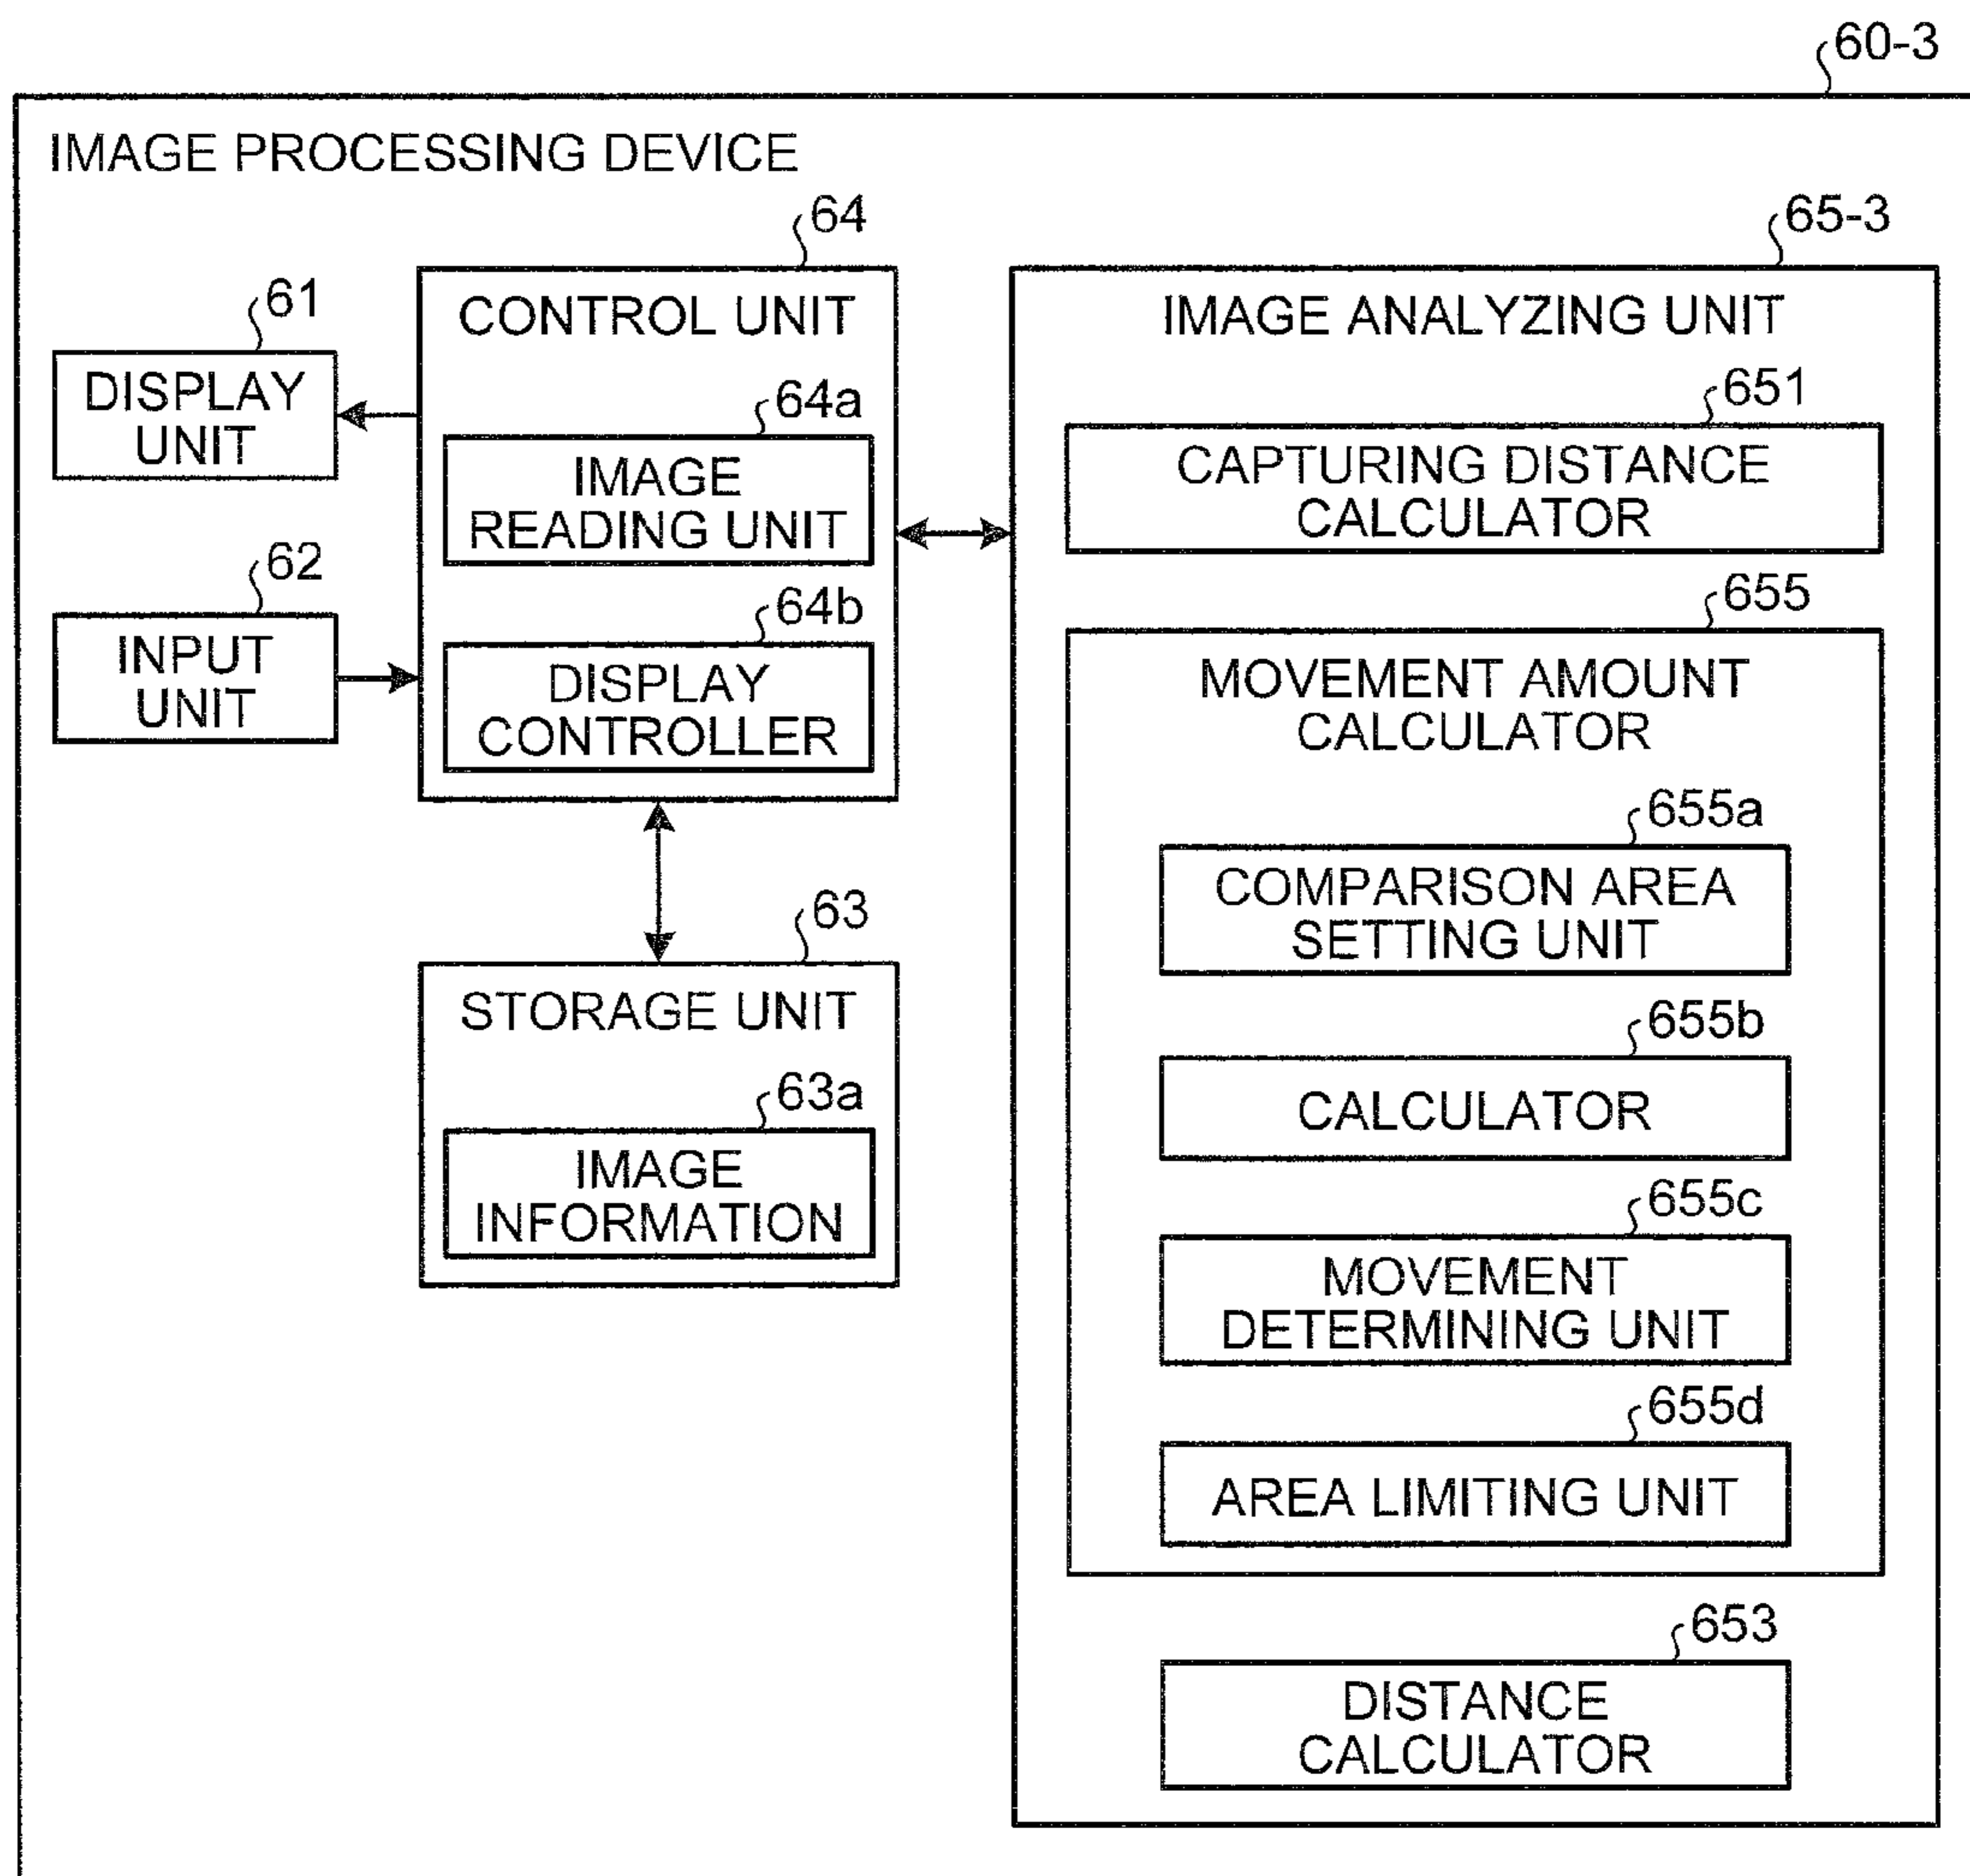 60-3
IMAGE PROCESSING DEVICE
64
CONTROL UNIT
61
DISPLAY
UNIT
64a
IMAGE
READING UNIT
62
INPUT
UNIT
64b
DISPLAY
CONTROLLER
63
STORAGE UNIT
63a
IMAGE
INFORMATION
65-3
IMAGE ANALYZING UNIT
651
CAPTURING DISTANCE
CALCULATOR
655
MOVEMENT AMOUNT
CALCULATOR
655a
COMPARISON AREA
SETTING UNIT
655b
CALCULATOR
655c
MOVEMENT
DETERMINING UNIT
655d
AREA LIMITING UNIT
653
DISTANCE
CALCULATOR